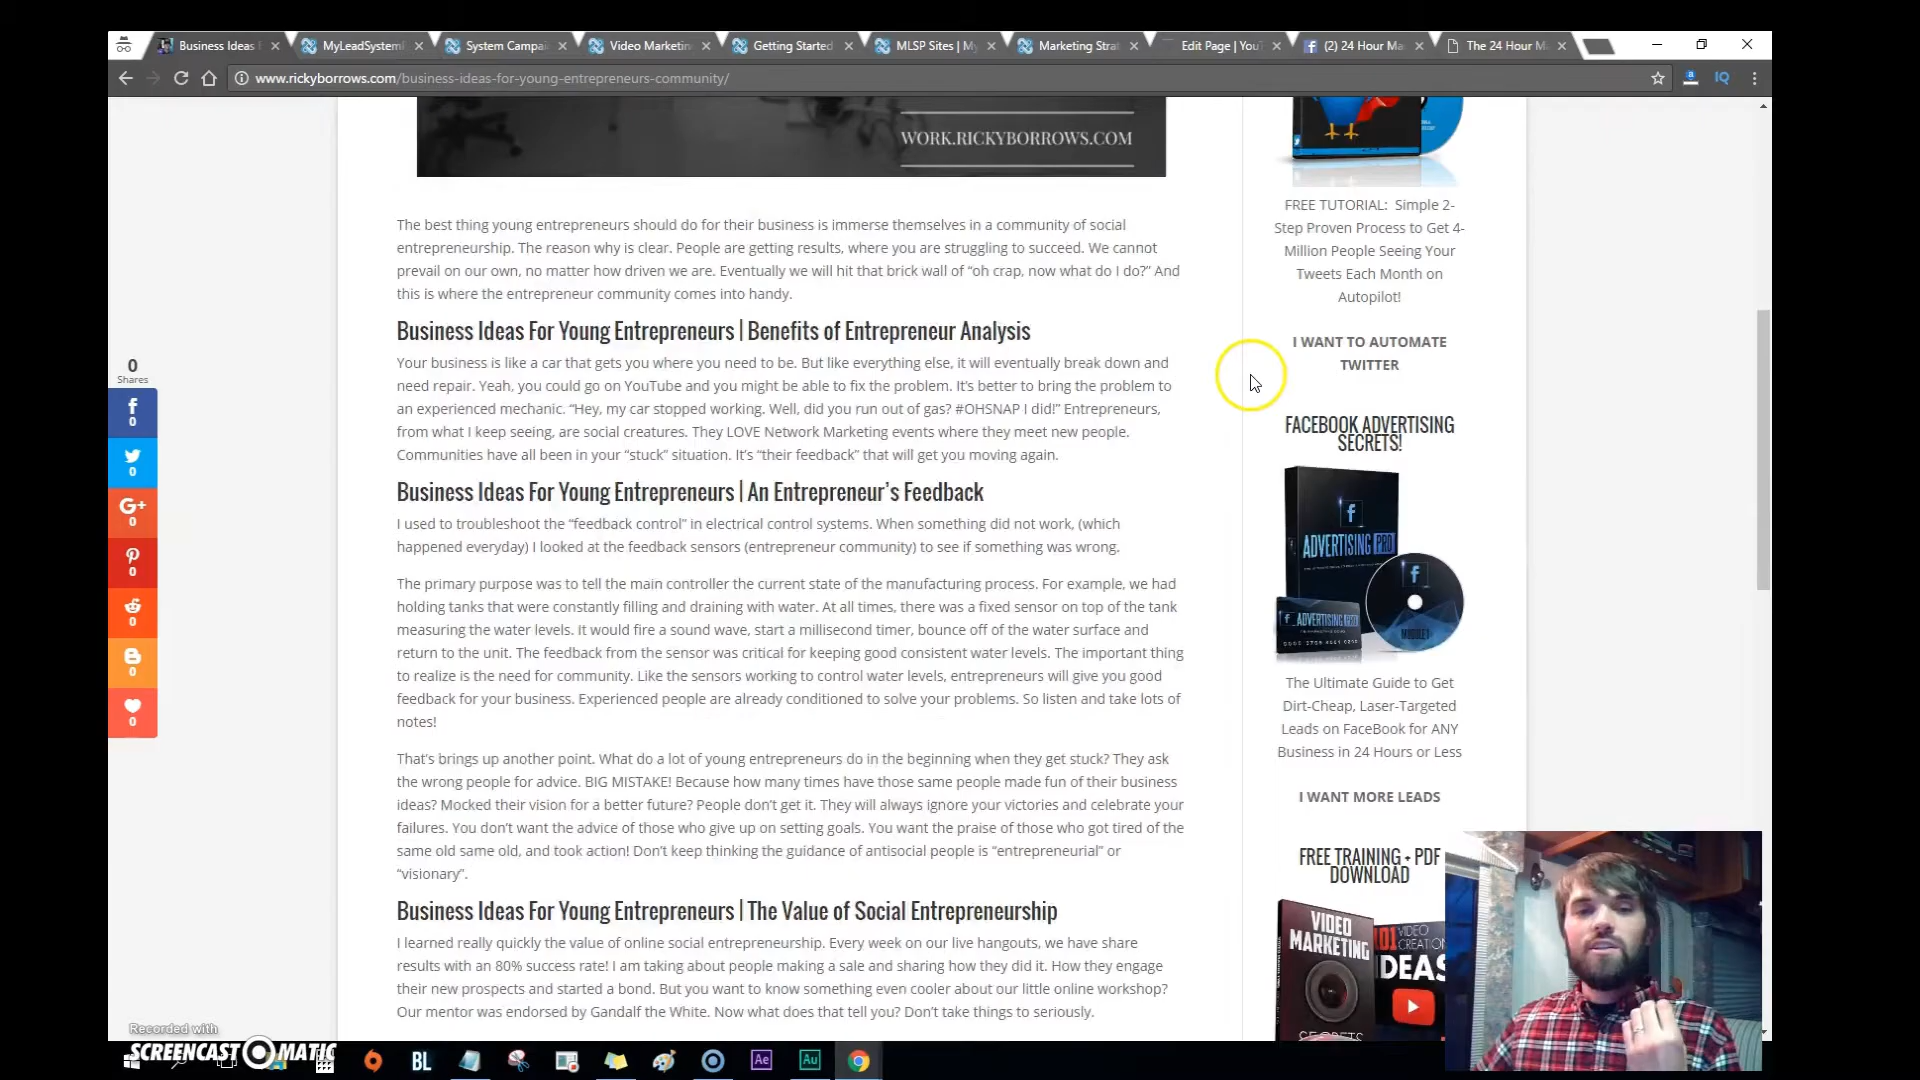 Business Ideas
MyLeadSystem
System Campai
Video Marketin
Getting Started
MLSP Sites | My
Marketing Stra
Edit Page | YouT
(2) 24 Hour Ma
The 24 Hour M
www.rickyborrows.com/business-ideas-for-young-entrepreneurs-community/
IQ
WORK.RICKYBORROWS.COM
The best thing young entrepreneurs should do for their business is immerse themselves in a community of social
entrepreneurship. The reason why is clear. People are getting results, where you are struggling to succeed. We cannot
prevail on our own, no matter how driven we are. Eventually we will hit that brick wall of “oh crap, now what do I do?” And
this is where the entrepreneur community comes into handy.
Business Ideas For Young Entrepreneurs | Benefits of Entrepreneur Analysis
Your business is like a car that gets you where you need to be. But like everything else, it will eventually break down and
need repair. Yeah, you could go on YouTube and you might be able to fix the problem. It’s better to bring the problem to
an experienced mechanic. “Hey, my car stopped working. Well, did you run out of gas? #OHSNAP I did!” Entrepreneurs,
from what I keep seeing, are social creatures. They LOVE Network Marketing events where they meet new people.
Communities have all been in your “stuck” situation. It’s “their feedback” that will get you moving again.
Business Ideas For Young Entrepreneurs | An Entrepreneur’s Feedback
I used to troubleshoot the “feedback control” in electrical control systems. When something did not work, (which
happened everyday) I looked at the feedback sensors (entrepreneur community) to see if something was wrong.
The primary purpose was to tell the main controller the current state of the manufacturing process. For example, we had
holding tanks that were constantly filling and draining with water. At all times, there was a fixed sensor on top of the tank
measuring the water levels. It would fire a sound wave, start a millisecond timer, bounce off of the water surface and
return to the unit. The feedback from the sensor was critical for keeping good consistent water levels. The important thing
to realize is the need for community. Like the sensors working to control water levels, entrepreneurs will give you good
feedback for your business. Experienced people are already conditioned to solve your problems. So listen and take lots of
notes!
That’s brings up another point. What do a lot of young entrepreneurs do in the beginning when they get stuck? They ask
the wrong people for advice. BIG MISTAKE! Because how many times have those same people made fun of their business
ideas? Mocked their vision for a better future? People don’t get it. They will always ignore your victories and celebrate your
failures. You don’t want the advice of those who give up on setting goals. You want the praise of those who got tired of the
same old same old, and took action! Don’t keep thinking the guidance of antisocial people is “entrepreneurial” or
“visionary”.
Business Ideas For Young Entrepreneurs | The Value of Social Entrepreneurship
I learned really quickly the value of online social entrepreneurship. Every week on our live hangouts, we have share
results with an 80% success rate! I am taking about people making a sale and sharing how they did it. How they engage
their new prospects and started a bond. But you want to know something even cooler about our little online workshop?
Our mentor was endorsed by Gandalf the White. Now what does that tell you? Don’t take things to seriously.
0
Shares
0
0
G+
0
0
0
0
0
FREE TUTORIAL: Simple 2-
Step Proven Process to Get 4-
Million People Seeing Your
Tweets Each Month on
Autopilot!
I WANT TO AUTOMATE
TWITTER
FACEBOOK ADVERTISING
SECRETS!
ADVERTISING PRO
ADVERTISING PRO
MODULE 1
The Ultimate Guide to Get
Dirt-Cheap, Laser-Targeted
Leads on FaceBook for ANY
Business in 24 Hours or Less
I WANT MORE LEADS
FREE TRAINING + PDF
DOWNLOAD
VIDEO
MARKETING
SECRETS
101 VIDEO
CREATION
IDEAS
Recorded with
SCREENCAST MATIC
BL
Ae
Au